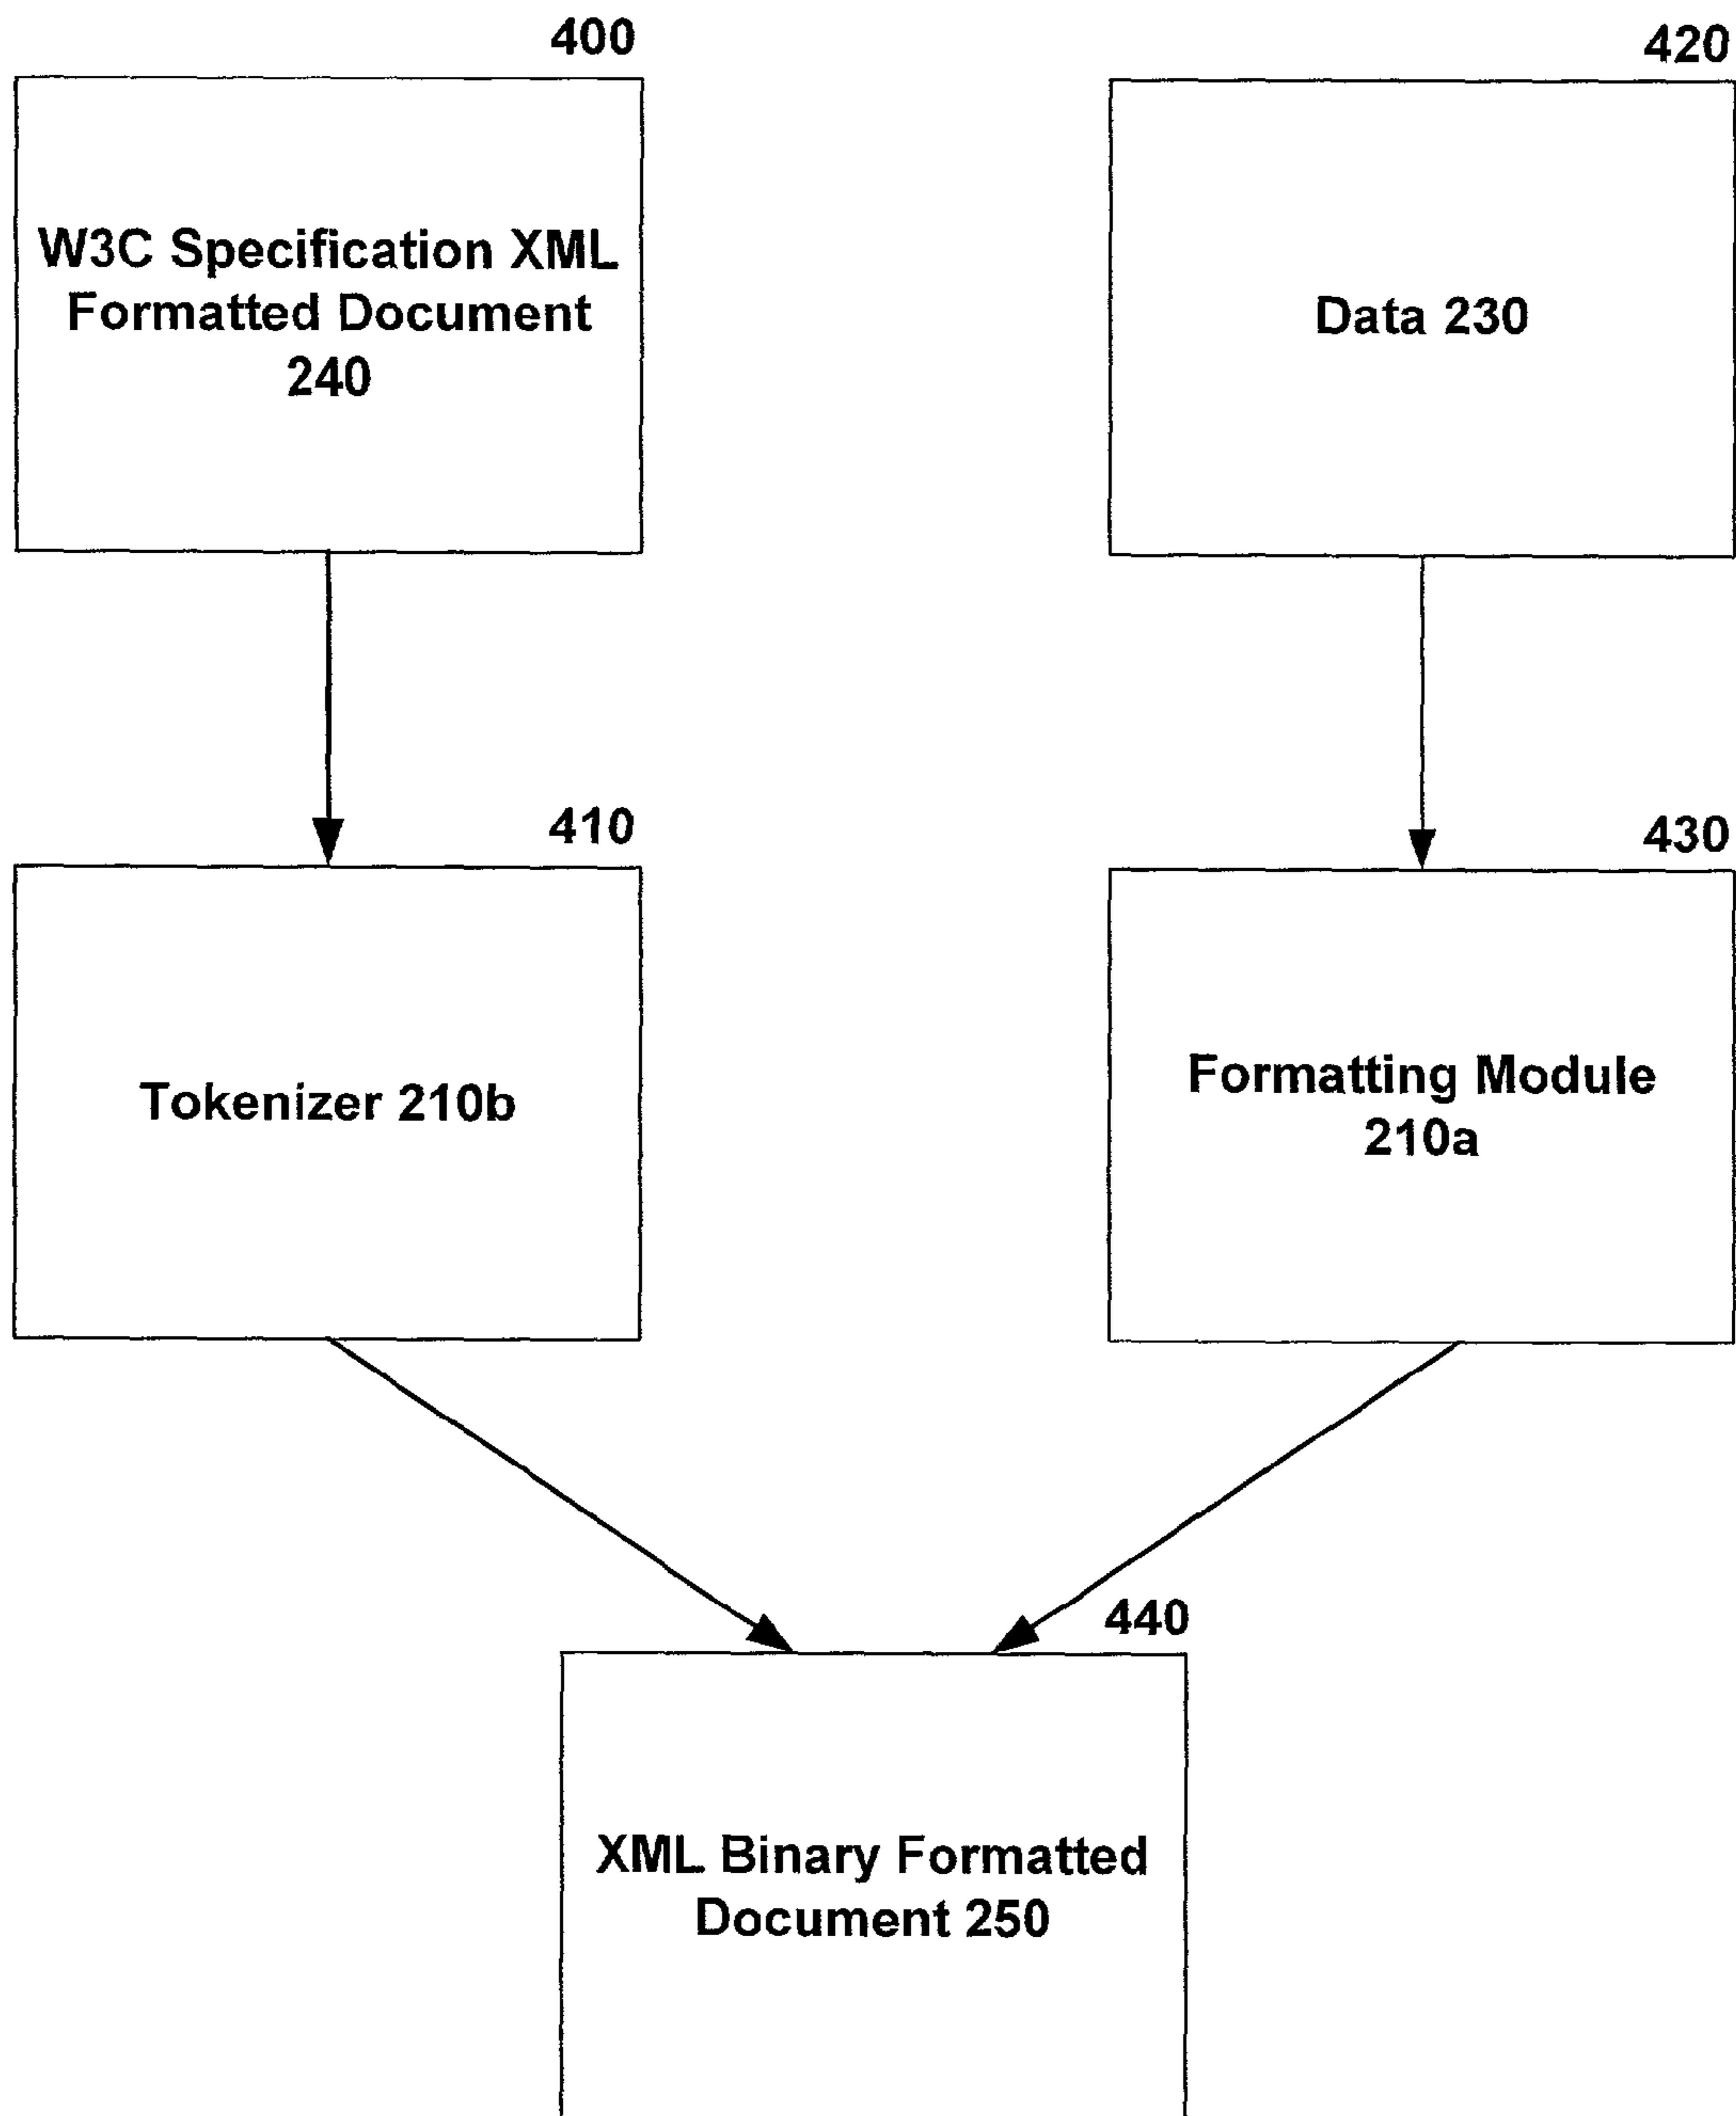 400
W3C Specification XML
Formatted Document
240
420
Data 230
410
Tokenizer 210b
430
Formatting Module
210a
440
XML Binary Formatted
Document 250